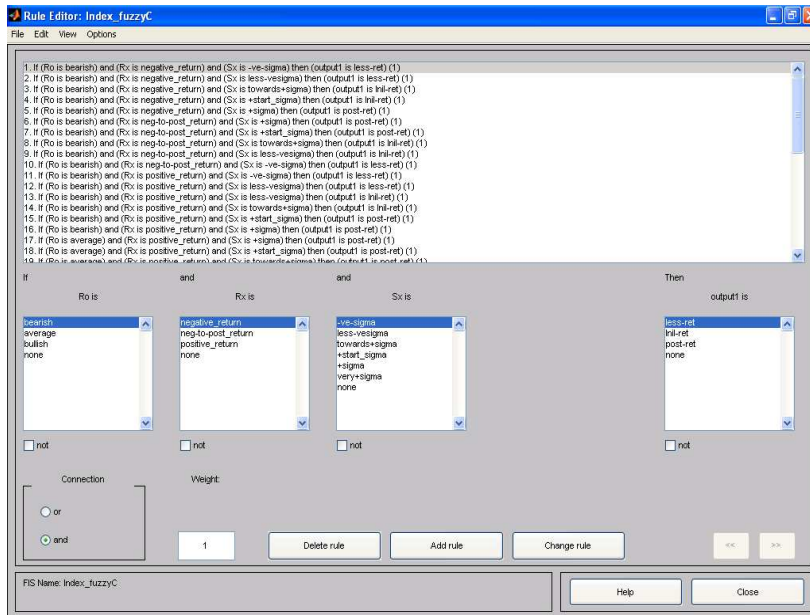 Rule Editor: Index_fuzzyC
File Edit View Options
1. If (Ro is bearish) and (Rx is negative_return) and (Sx is -ve-sigma) then (output1 is less-ret) (1)
2. If (Ro is bearish) and (Rx is negative_return) and (Sx is less-vesigma) then (output1 is less-ret) (1)
3. If (Ro is bearish) and (Rx is negative_return) and (Sx is towards+sigma) then (output1 is lnil-ret) (1)
4. If (Ro is bearish) and (Rx is negative_return) and (Sx is +start_sigma) then (output1 is lnil-ret) (1)
5. If (Ro is bearish) and (Rx is negative_return) and (Sx is +sigma) then (output1 is post-ret) (1)
6. If (Ro is bearish) and (Rx is neg-to-post_return) and (Sx is +sigma) then (output1 is post-ret) (1)
7. If (Ro is bearish) and (Rx is neg-to-post_return) and (Sx is +start_sigma) then (output1 is post-ret) (1)
8. If (Ro is bearish) and (Rx is neg-to-post_return) and (Sx is towards+sigma) then (output1 is lnil-ret) (1)
9. If (Ro is bearish) and (Rx is neg-to-post_return) and (Sx is less-vesigma) then (output1 is lnil-ret) (1)
10. If (Ro is bearish) and (Rx is neg-to-post_return) and (Sx is -ve-sigma) then (output1 is less-ret) (1)
11. If (Ro is bearish) and (Rx is positive_return) and (Sx is -ve-sigma) then (output1 is less-ret) (1)
12. If (Ro is bearish) and (Rx is positive_return) and (Sx is less-vesigma) then (output1 is less-ret) (1)
13. If (Ro is bearish) and (Rx is positive_return) and (Sx is less-vesigma) then (output1 is lnil-ret) (1)
14. If (Ro is bearish) and (Rx is positive_return) and (Sx is towards+sigma) then (output1 is lnil-ret) (1)
15. If (Ro is bearish) and (Rx is positive_return) and (Sx is +start_sigma) then (output1 is post-ret) (1)
16. If (Ro is bearish) and (Rx is positive_return) and (Sx is +sigma) then (output1 is post-ret) (1)
17. If (Ro is average) and (Rx is positive_return) and (Sx is +sigma) then (output1 is post-ret) (1)
18. If (Ro is average) and (Rx is positive_return) and (Sx is +start_sigma) then (output1 is post-ret) (1)
19. If (Ro is average) and (Rx is positive_return) and (Sx is towards+sigma) then (output1 is post-ret) (1)
If and and Then
Ro is Rx is Sx is output1 is
bearish
average
bullish
none
negative_return
neg-to-post_return
positive_return
none
-ve-sigma
less-vesigma
towards+sigma
+start_sigma
+sigma
very+sigma
none
less-ret
lnil-ret
post-ret
none
not not not not
Connection
or
and
Weight:
1
Delete rule Add rule Change rule << >>
FIS Name: Index_fuzzyC
Help Close